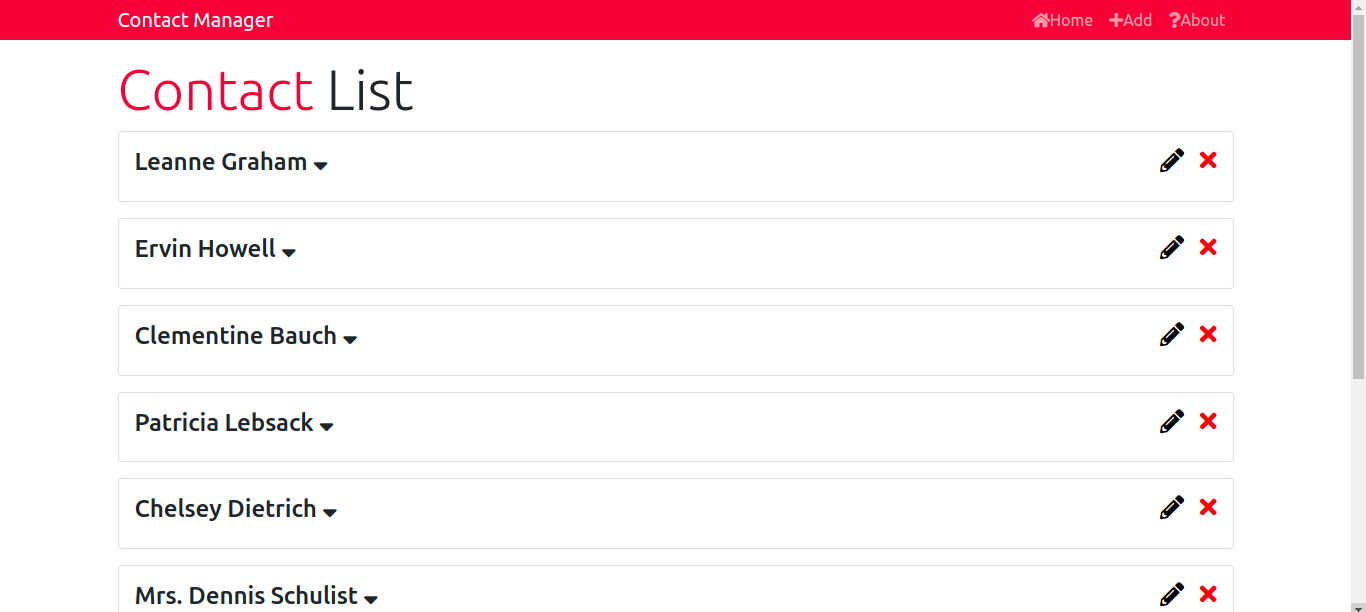 Contact Manager Home Add About
Contact List
Leanne Graham
Ervin Howell
Clementine Bauch
Patricia Lebsack
Chelsey Dietrich
Mrs. Dennis Schulist